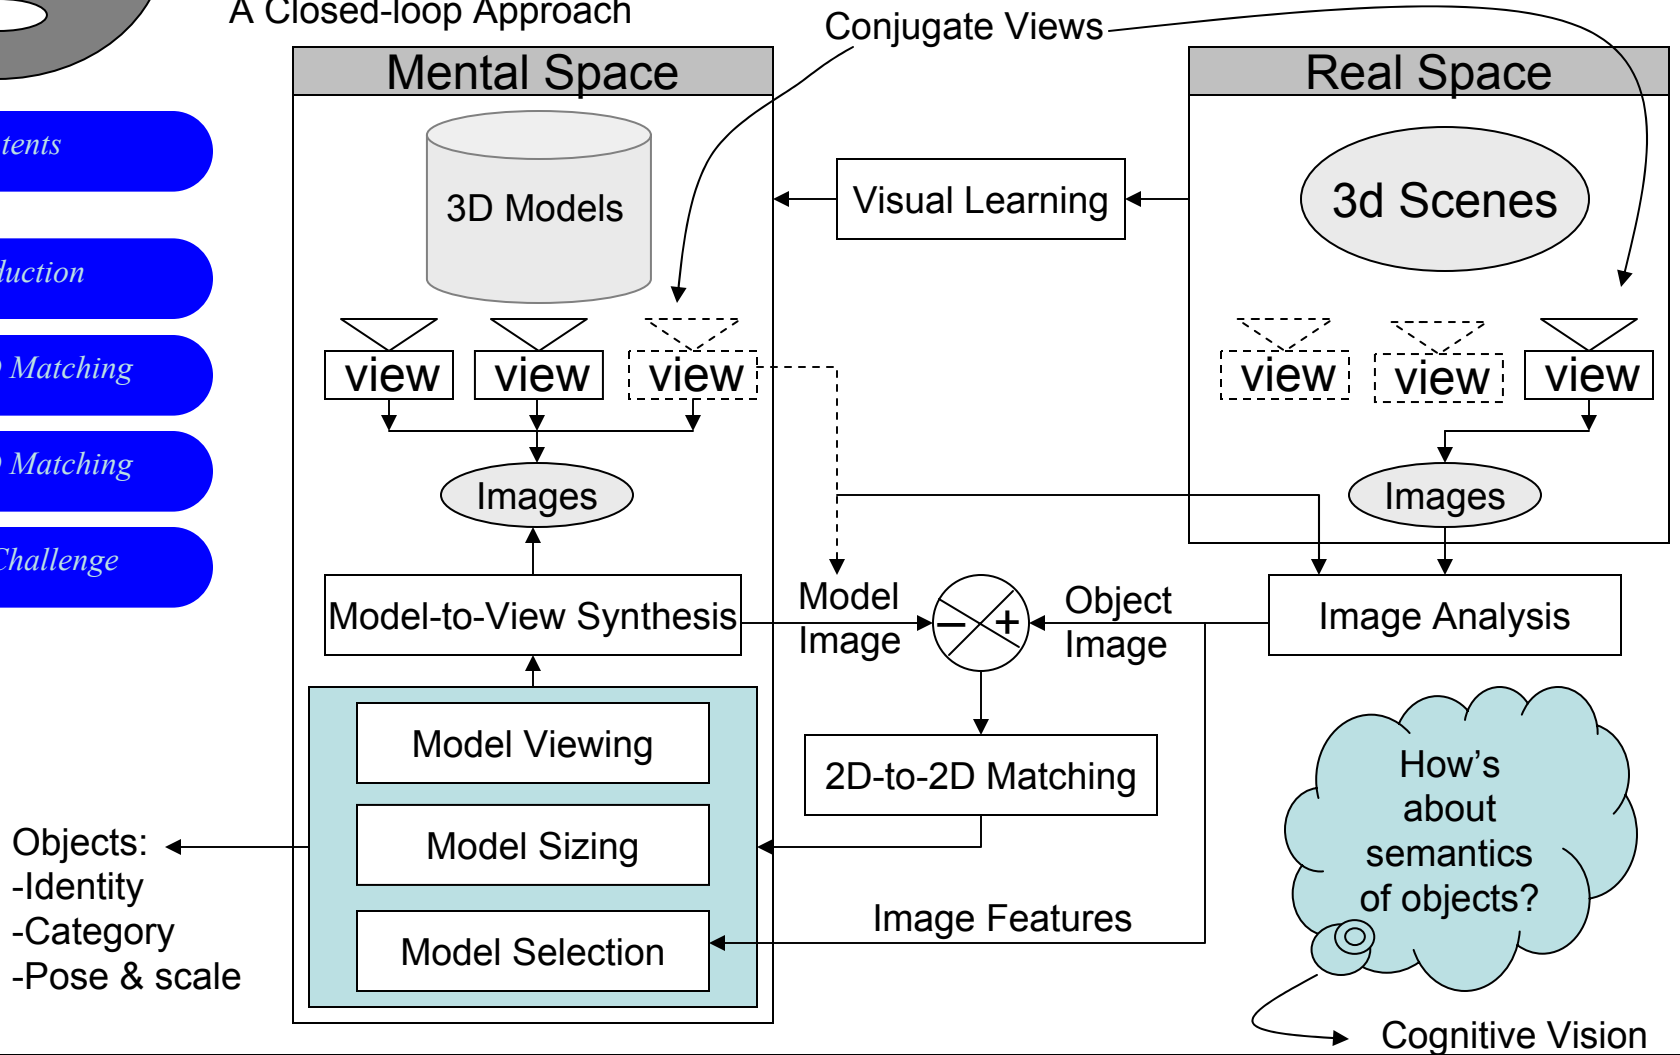 A Closed-loop Approach
Conjugate Views
Mental Space
Real Space
tents
3D Models
Visual Learning
3d Scenes
duction
view
view
view
view
view
view
Matching
Matching
Images
Images
Challenge
Model-to-View Synthesis
Model
Image
–
+
Object
Image
Image Analysis
Model Viewing
2D-to-2D Matching
How's
about
semantics
of objects?
Model Sizing
Objects:
-Identity
-Category
-Pose & scale
Image Features
Model Selection
Cognitive Vision